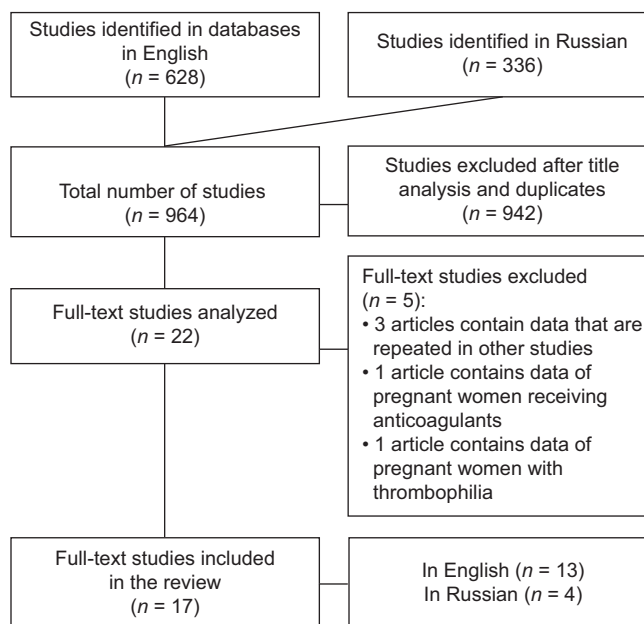 Studies identified in databases
in English
(n = 628)
Studies identified in Russian
(n = 336)
Total number of studies
(n = 964)
Studies excluded after title
analysis and duplicates
(n = 942)
Full-text studies analyzed
(n = 22)
Full-text studies excluded
(n = 5):
• 3 articles contain data that are
repeated in other studies
• 1 article contains data of
pregnant women receiving
anticoagulants
• 1 article contains data of
pregnant women with
thrombophilia
Full-text studies included
in the review
(n = 17)
In English (n = 13)
In Russian (n = 4)